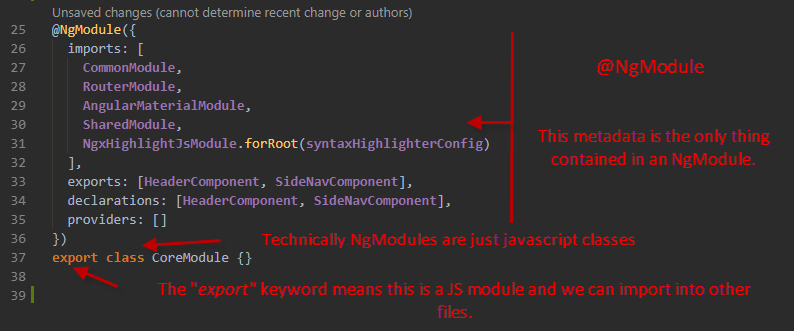 Unsaved changes (cannot determine recent change or authors)
25 @NgModule({
26 imports: [
27 CommonModule,
28 RouterModule,
29 AngularMaterialModule,
30 SharedModule,
31 NgxHighlightJsModule.forRoot(syntaxHighlighterConfig)
32 ],
33 exports: [HeaderComponent, SideNavComponent],
34 declarations: [HeaderComponent, SideNavComponent],
35 providers: []
36 })
37 export class CoreModule {}
38
39
@NgModule
This metadata is the only thing
contained in an NgModule.
Technically NgModules are just javascript classes
The "export" keyword means this is a JS module and we can import into other
files.